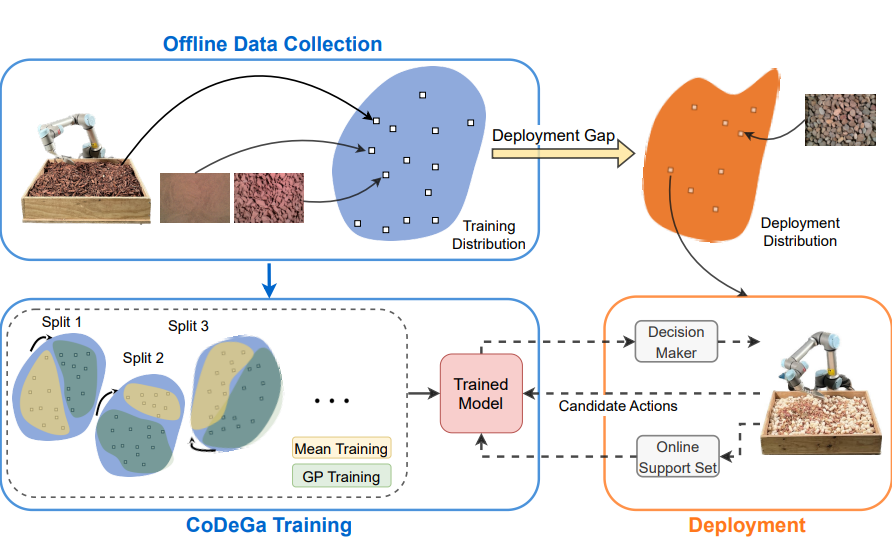 Offline Data Collection
Deployment Gap
Training
Distribution
Deployment
Distribution
Split 1
Split 2
Split 3
...
Mean Training
GP Training
Trained
Model
Decision
Maker
Candidate Actions
Online
Support Set
CoDeGa Training
Deployment